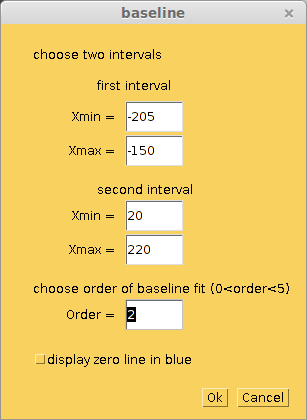 baseline
choose two intervals
first interval
Xmin = -205
Xmax = -150
second interval
Xmin = 20
Xmax = 220
choose order of baseline fit (0<order<5)
Order = 2
display zero line in blue
Ok Cancel